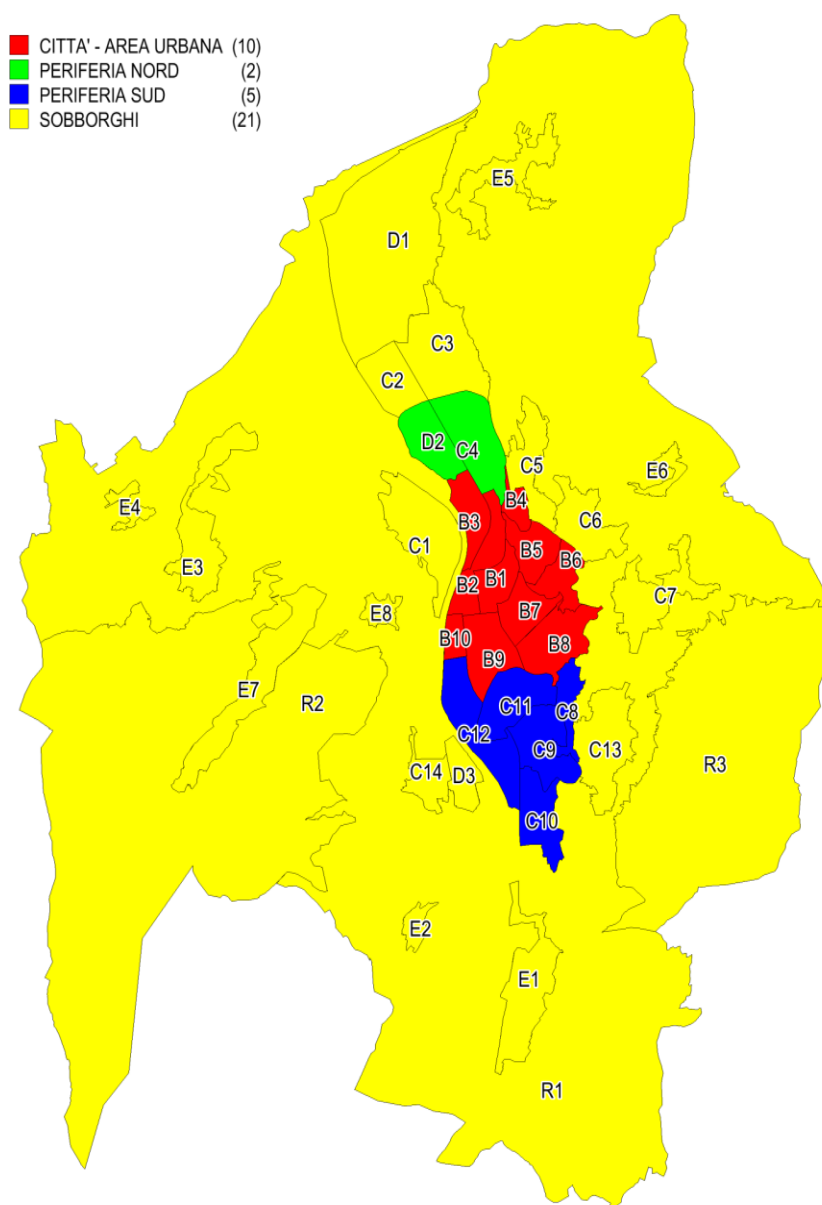 CITTA' - AREA URBANA (10)
PERIFERIA NORD (2)
PERIFERIA SUD (5)
SOBBORGHI (21)
E5
D1
C3
C2
D2
C4
C5
E6
B4
E4
C6
B3
C1
B5
B6
E3
B2
B1
C7
E8
B7
B10
B8
B9
E7
R2
C11
C8
C12
C9
C13
R3
C14
D3
C10
E2
E1
R1